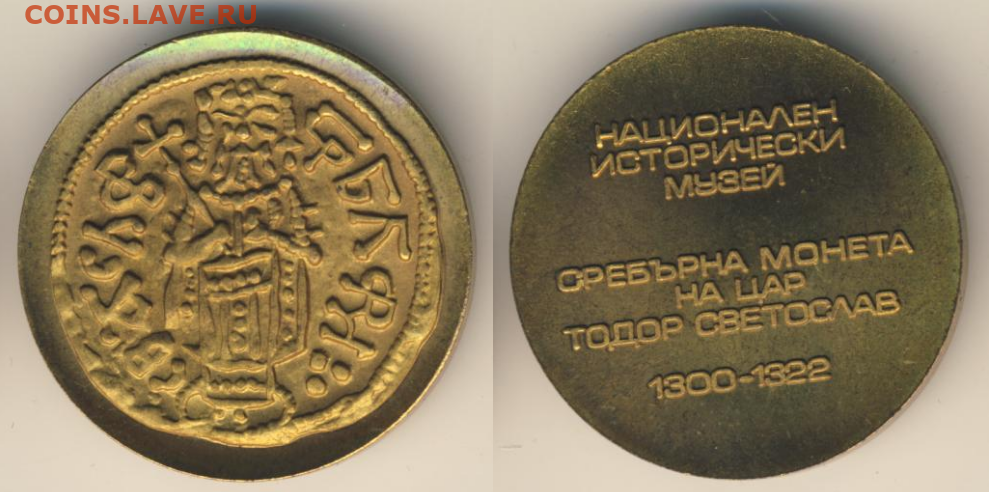 COINS.LAVE.RU
НАЦИОНАЛЕН
ИСТОРИЧЕСКИ
МУЗЕЙ
СРЕБЪРНА МОНЕТА
НА ЦАР
ТОДОР СВЕТОСЛАВ
1300-1322